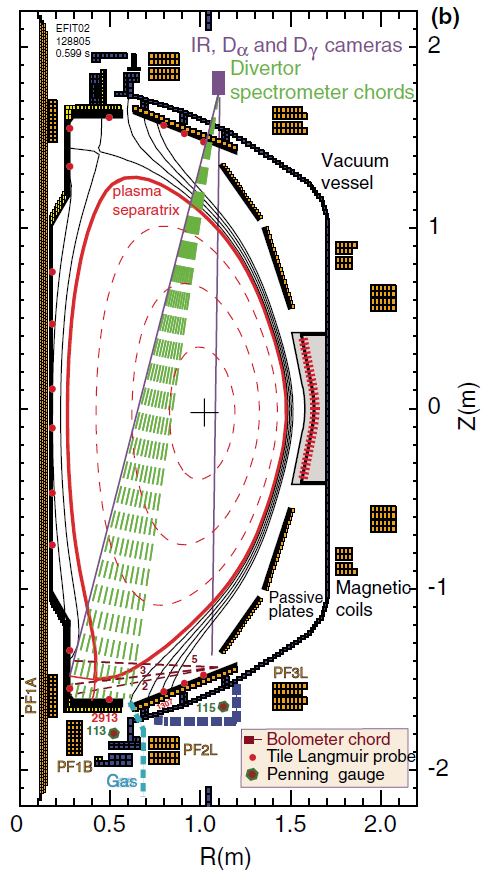 (b)
EFIT02
128805
0.599 s
IR, Dα and Dγ cameras
Divertor
spectrometer chords
2
Vacuum
vessel
plasma
separatrix
1
0
Z(m)
-1
Passive
plates
Magnetic
coils
5
3
2
PF1A
PF3L
2913
115
113
PF2L
PF1B
Gas
Bolometer chord
Tile Langmuir probe
Penning gauge
-2
0
0.5
1.0
1.5
2.0
R(m)